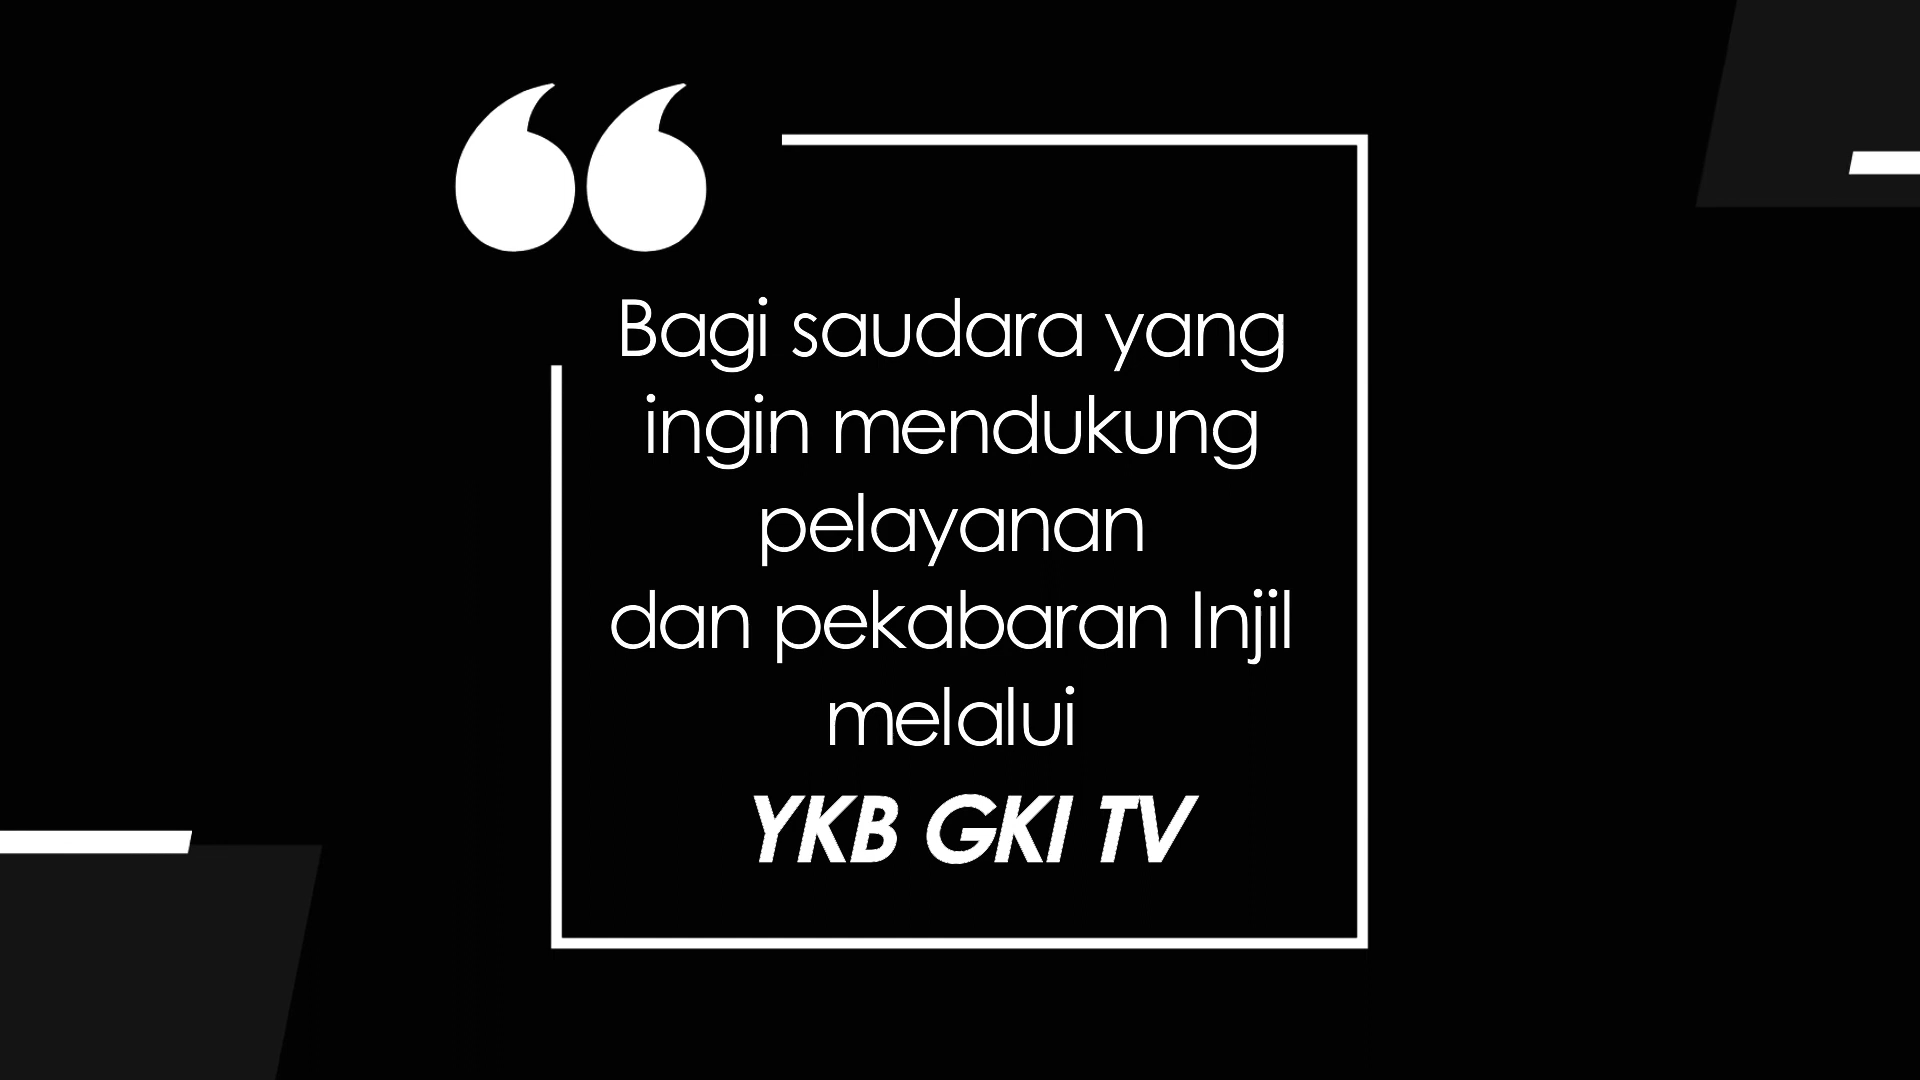 Bagi saudara yang
ingin mendukung
pelayanan
dan pekabaran Injil
melalui
YKB GKI TV